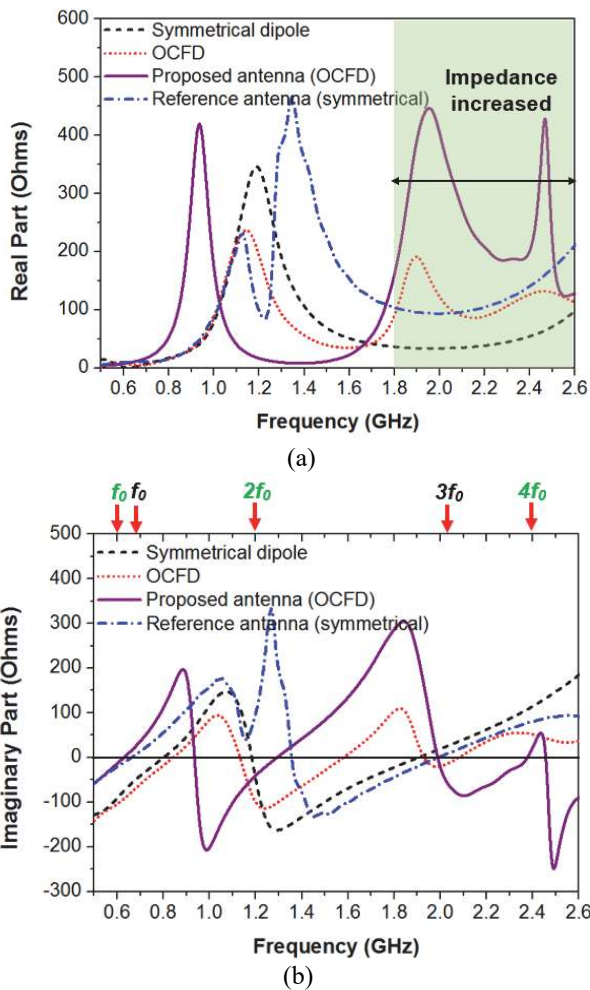 600
500
400
300
200
100
0
Real Part (Ohms)
Symmetrical dipole
OCFD
Proposed antenna (OCFD)
Reference antenna (symmetrical)
Impedance
increased
0.6 0.8 1.0 1.2 1.4 1.6 1.8 2.0 2.2 2.4 2.6
Frequency (GHz)
(a)
f0 f0 2f0 3f0 4f0
500
400
300
200
100
0
-100
-200
-300
Imaginary Part (Ohms)
Symmetrical dipole
OCFD
Proposed antenna (OCFD)
Reference antenna (symmetrical)
0.6 0.8 1.0 1.2 1.4 1.6 1.8 2.0 2.2 2.4 2.6
Frequency (GHz)
(b)